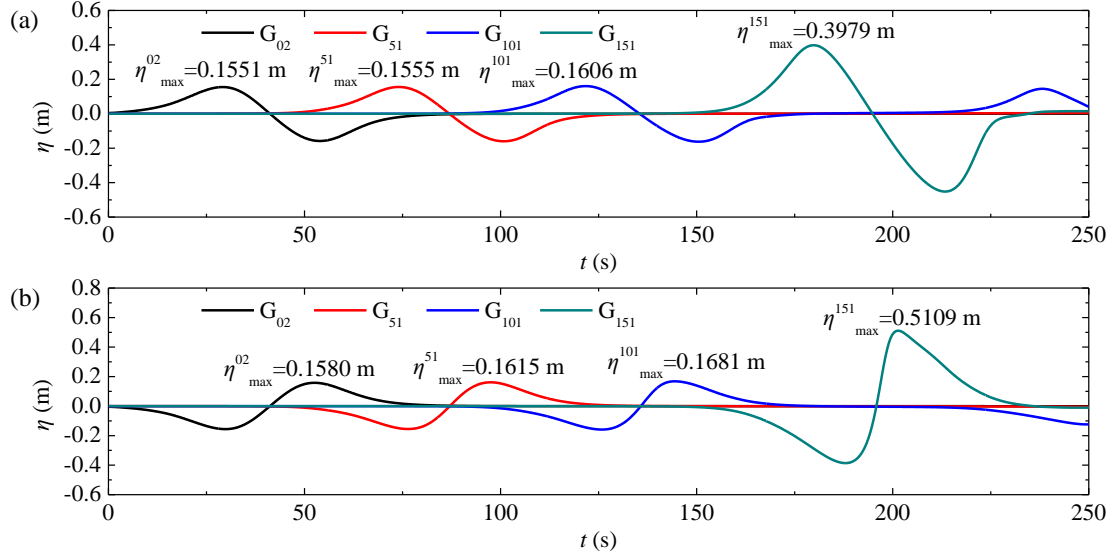 (a)
G02 G51 G101 G151
η151max=0.3979 m
η02max=0.1551 m η51max=0.1555 m η101max=0.1606 m
η (m)
0.6
0.4
0.2
0.0
-0.2
-0.4
-0.6
0 50 100 150 200 250
t (s)
(b)
G02 G51 G101 G151
η151max=0.5109 m
η02max=0.1580 m η51max=0.1615 m η101max=0.1681 m
η (m)
0.8
0.6
0.4
0.2
0.0
-0.2
-0.4
-0.6
0 50 100 150 200 250
t (s)